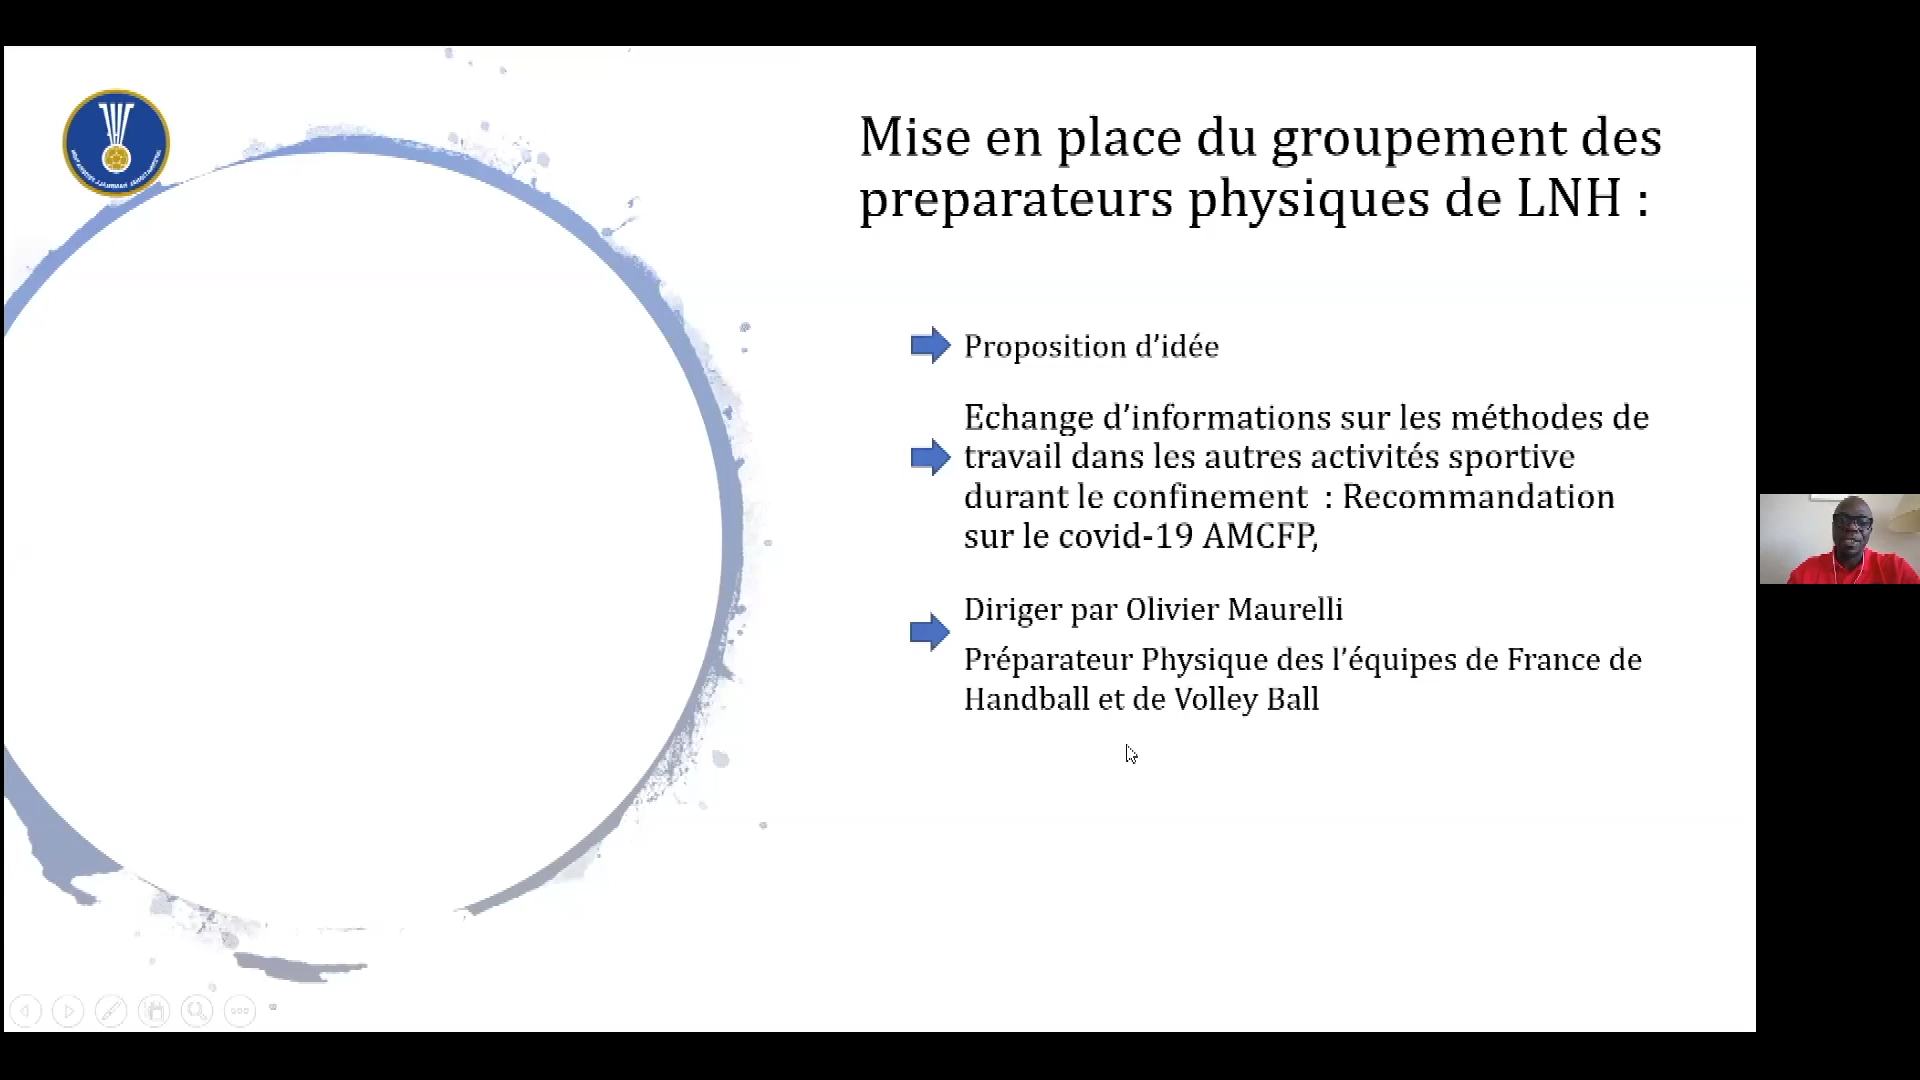 Mise en place du groupement des
preparateurs physiques de LNH :
Proposition d’idée
Echange d’informations sur les méthodes de
travail dans les autres activités sportive
durant le confinement  : Recommandation
sur le covid-19 AMCFP,
Diriger par Olivier Maurelli
Préparateur Physique des l’équipes de France de
Handball et de Volley Ball